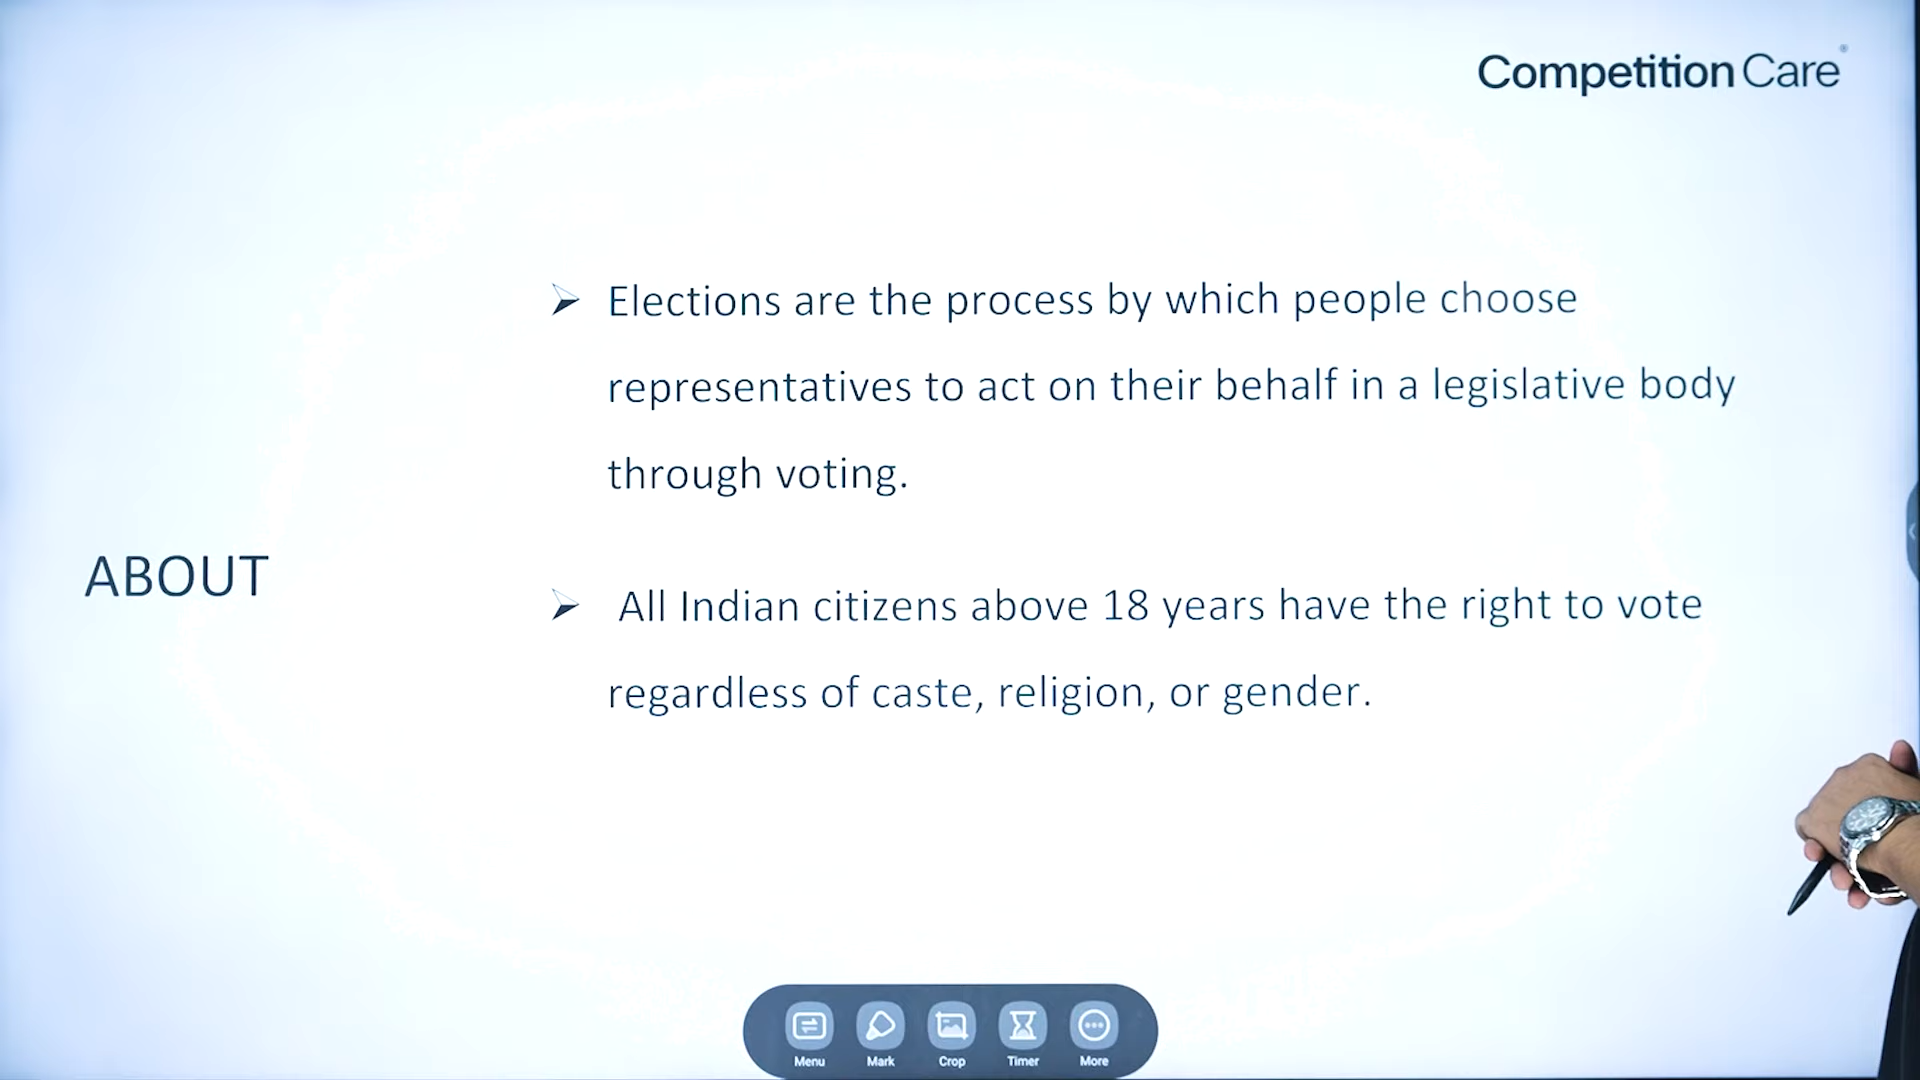 Competition Care
Elections are the process by which people choose
representatives to act on their behalf in a legislative body
through voting.
ABOUT
All Indian citizens above 18 years have the right to vote
regardless of caste, religion, or gender.
Menu Mark Crop Timer More